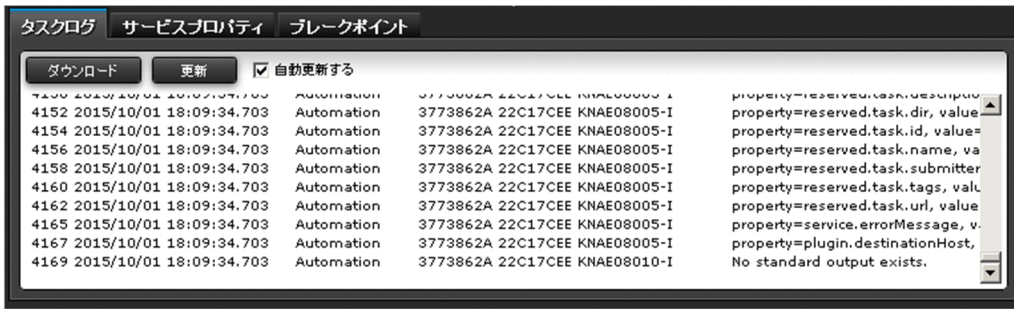 タスクログ サービスプロパティ ブレークポイント
ダウンロード 更新 自動更新する
Automation
4152 2015/10/01 18:09:34.703 Automation 3773862A 22C17CEE KNAE08005-I property=reserved.task.dir, value
4154 2015/10/01 18:09:34.703 Automation 3773862A 22C17CEE KNAE08005-I property=reserved.task.id, value=
4156 2015/10/01 18:09:34.703 Automation 3773862A 22C17CEE KNAE08005-I property=reserved.task.name, va
4158 2015/10/01 18:09:34.703 Automation 3773862A 22C17CEE KNAE08005-I property=reserved.task.submitter
4160 2015/10/01 18:09:34.703 Automation 3773862A 22C17CEE KNAE08005-I property=reserved.task.tags, valu
4162 2015/10/01 18:09:34.703 Automation 3773862A 22C17CEE KNAE08005-I property=reserved.task.url, value
4165 2015/10/01 18:09:34.703 Automation 3773862A 22C17CEE KNAE08005-I property=service.errorMessage, v
4167 2015/10/01 18:09:34.703 Automation 3773862A 22C17CEE KNAE08005-I property=plugin.destinationHost,
4169 2015/10/01 18:09:34.703 Automation 3773862A 22C17CEE KNAE08010-I No standard output exists.